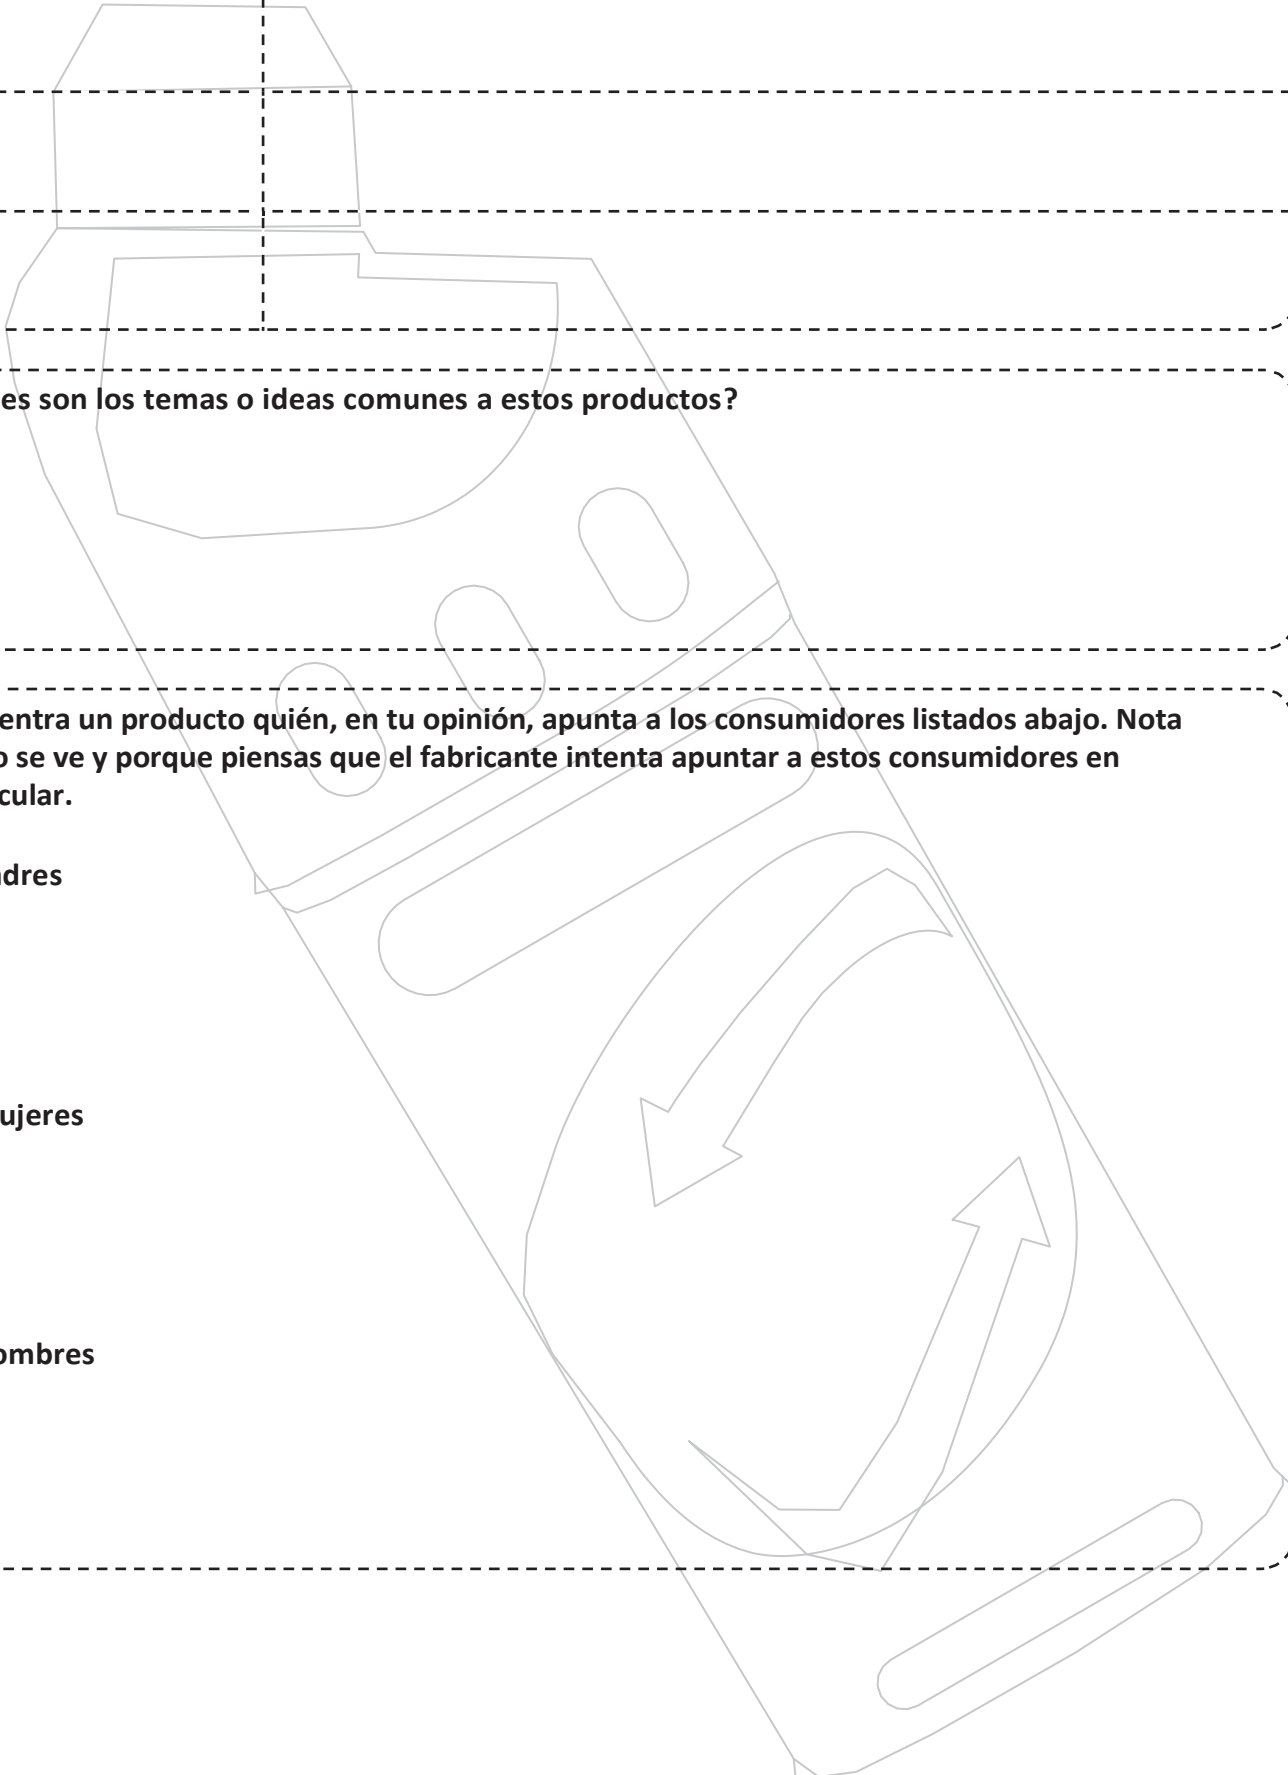 es son los temas o ideas comunes a estos productos?
entra un producto quién, en tu opinión, apunta a los consumidores listados abajo. Nota
o se ve y porque piensas que el fabricante intenta apuntar a estos consumidores en
cular.
dres
ujeres
ombres